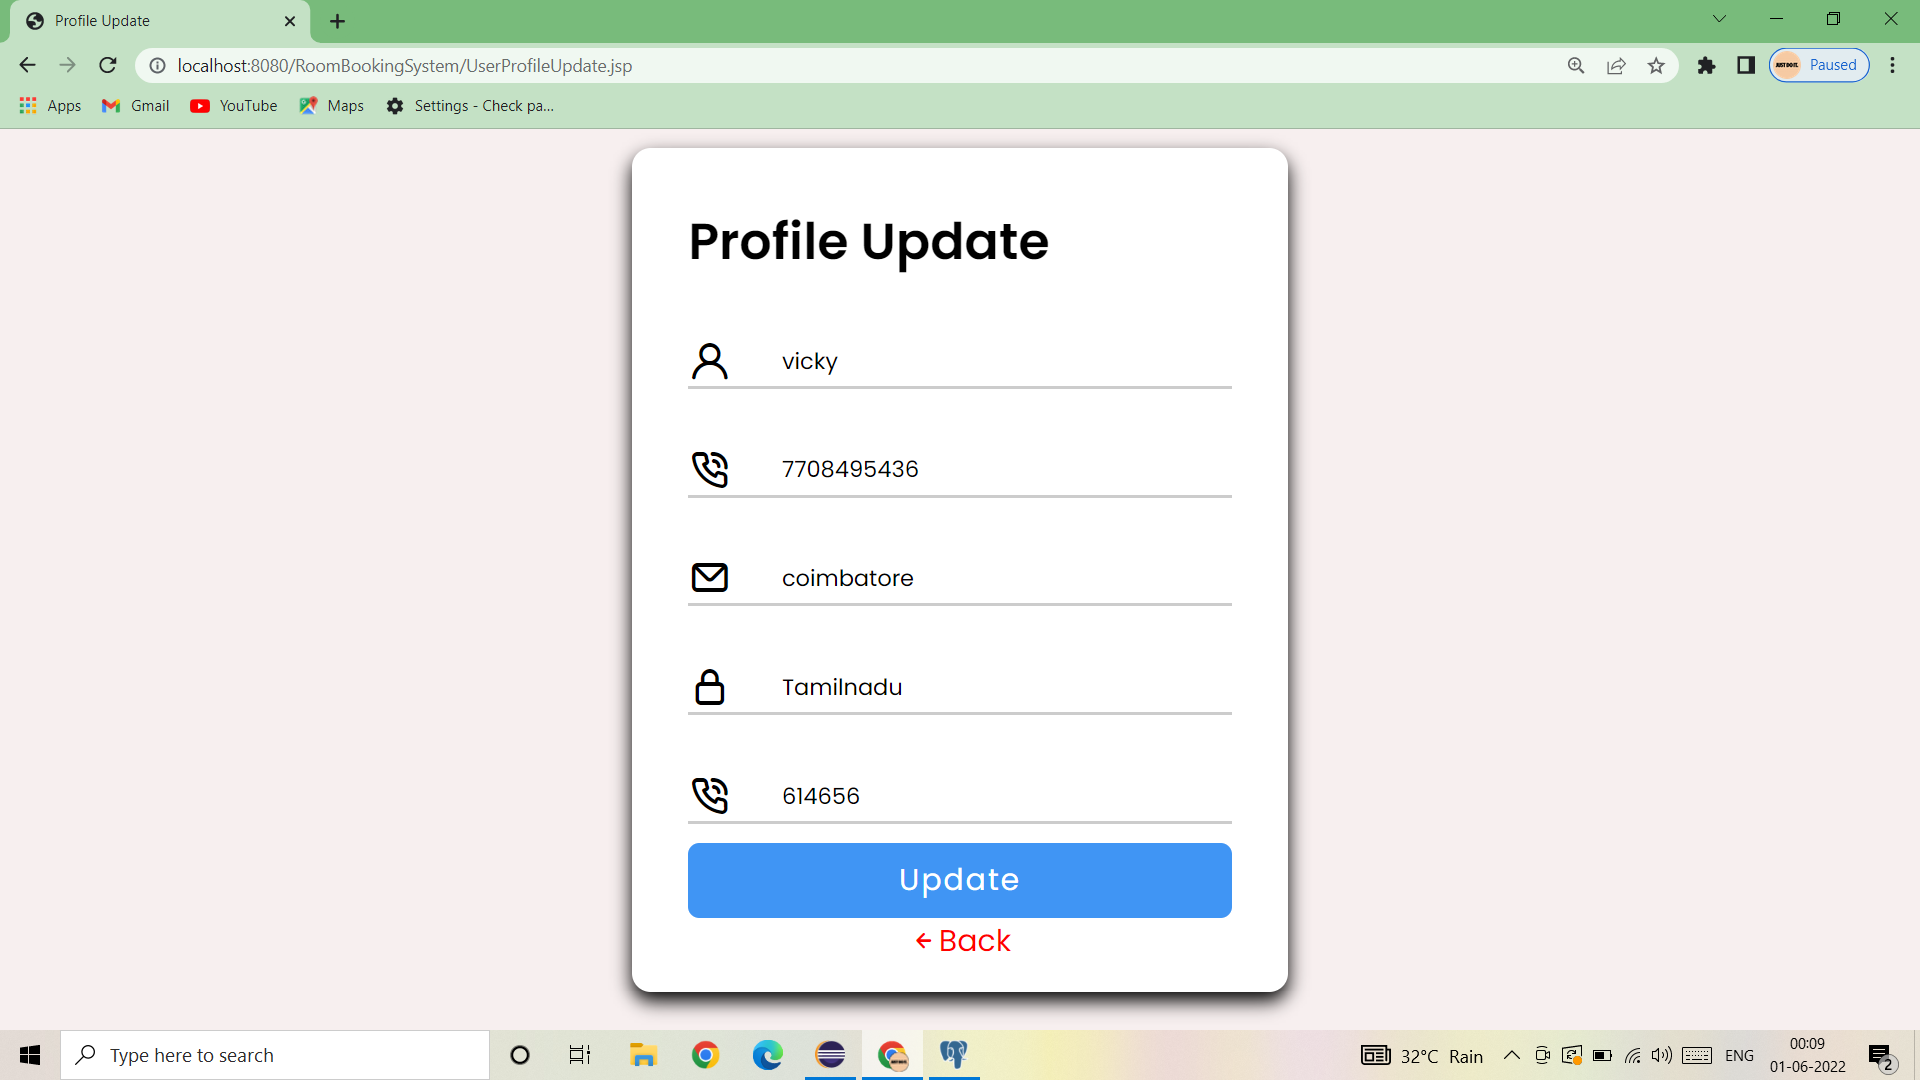 Profile Update
localhost:8080/RoomBookingSystem/UserProfileUpdate.jsp
Paused
Apps Gmail YouTube Maps Settings - Check pa...
Profile Update
vicky
7708495436
coimbatore
Tamilnadu
614656
Update
← Back
Type here to search
32°C Rain
ENG
00:09
01-06-2022
2